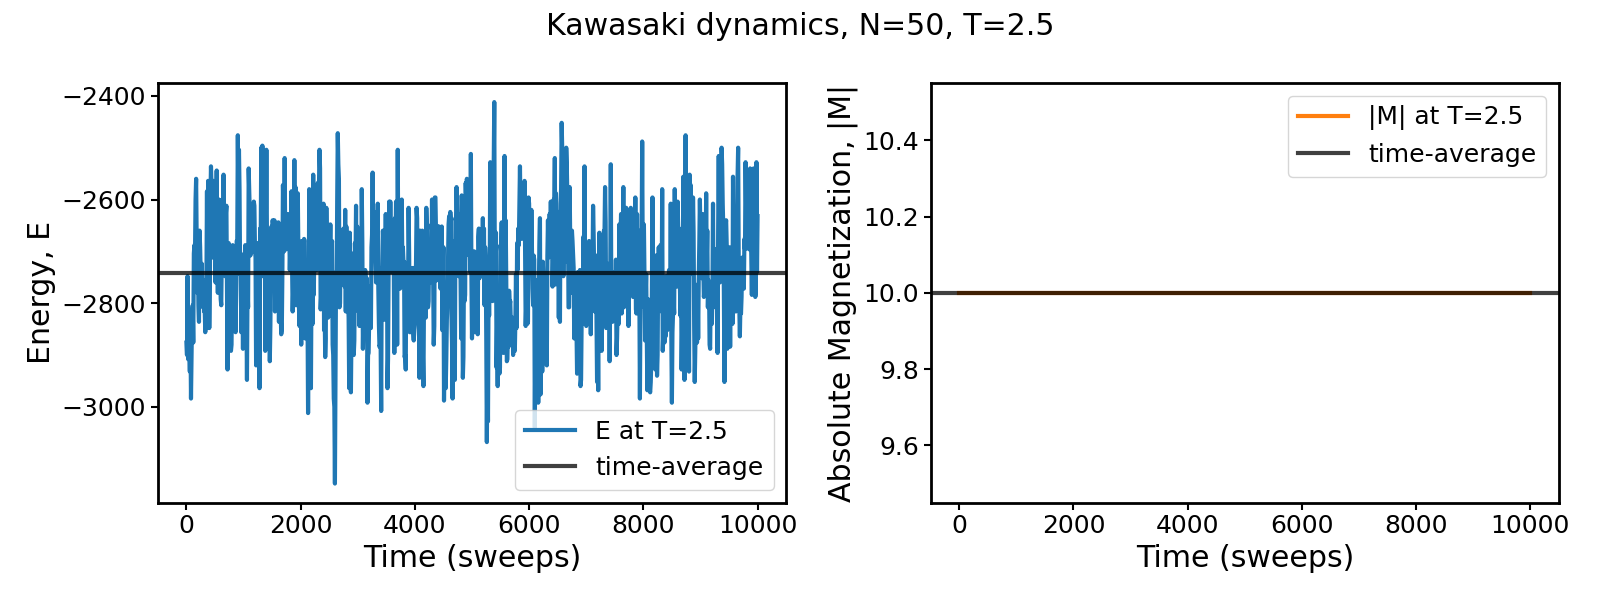 Kawasaki dynamics, N=50, T=2.5
Energy, E
−2400
−2600
−2800
−3000
E at T=2.5
time-average
0 2000 4000 6000 8000 10000
Time (sweeps)
Absolute Magnetization, |M|
10.4
10.2
10.0
9.8
9.6
|M| at T=2.5
time-average
0 2000 4000 6000 8000 10000
Time (sweeps)